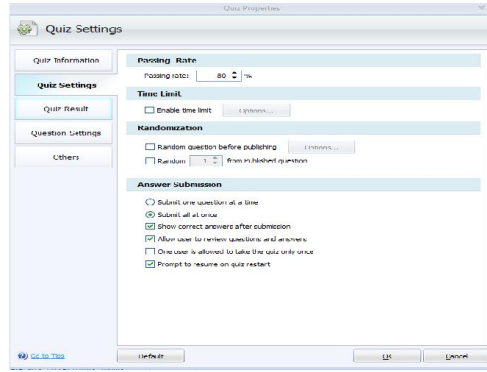 Quiz Properties
Quiz Settings
Quiz Information
Quiz Settings
Quiz Result
Question Settings
Others
Passing Rate
Passing rate: 80 %
Time Limit
Enable time limit Options...
Randomization
Random question before publishing Options...
Random 1 from Published question
Answer Submission
Submit one question at a time
Submit all at once
Show correct answers after submission
Allow user to review questions and answers
One user is allowed to take the quiz only once
Prompt to resume on quiz restart
Go to Tips Default OK Cancel